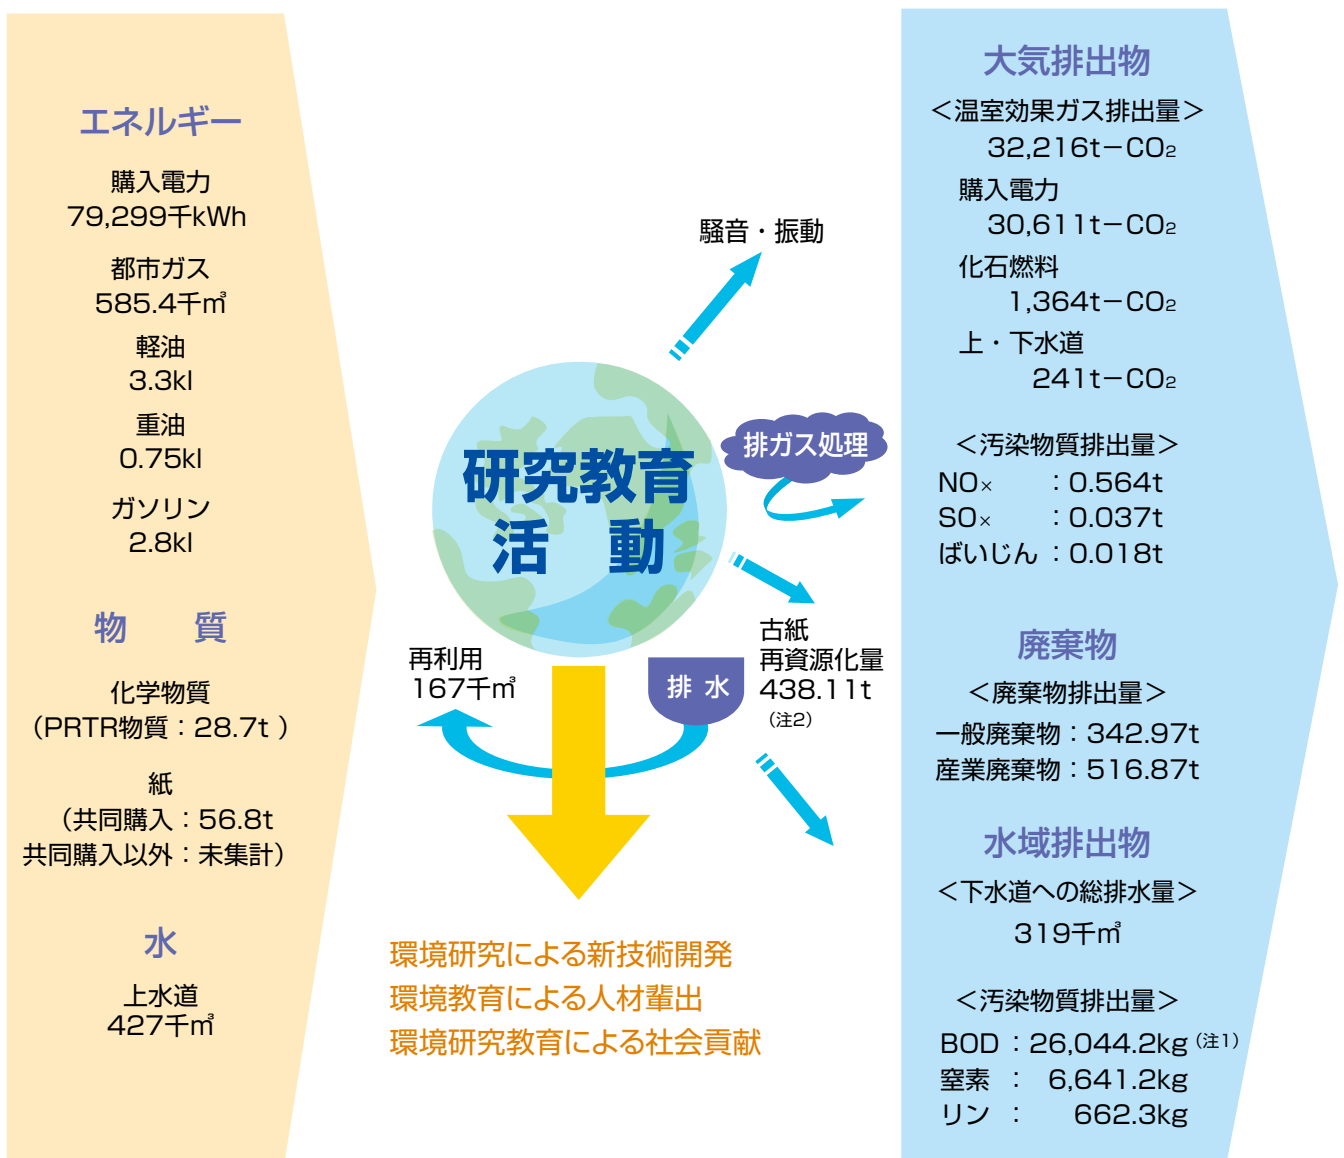 エネルギー
購入電力
79,299千kWh
都市ガス
585.4千㎥
軽油
3.3kl
重油
0.75kl
ガソリン
2.8kl
物　質
化学物質
（PRTR物質：28.7t ）
紙
（共同購入：56.8t
共同購入以外：未集計）
水
上水道
427千㎥
騒音・振動
排ガス処理
研究教育
活　動
古紙
再資源化量
438.11t
（注2）
再利用
167千㎥
排 水
環境研究による新技術開発
環境教育による人材輩出
環境研究教育による社会貢献
大気排出物
＜温室効果ガス排出量＞
32,216t－CO₂
購入電力
30,611t－CO₂
化石燃料
1,364t－CO₂
上・下水道
241t－CO₂
＜汚染物質排出量＞
NO×　：0.564t
SO×　：0.037t
ばいじん：0.018t
廃棄物
＜廃棄物排出量＞
一般廃棄物：342.97t
産業廃棄物：516.87t
水域排出物
＜下水道への総排水量＞
319千㎥
＜汚染物質排出量＞
BOD：26,044.2kg（注1）
窒素：6,641.2kg
リン：662.3kg